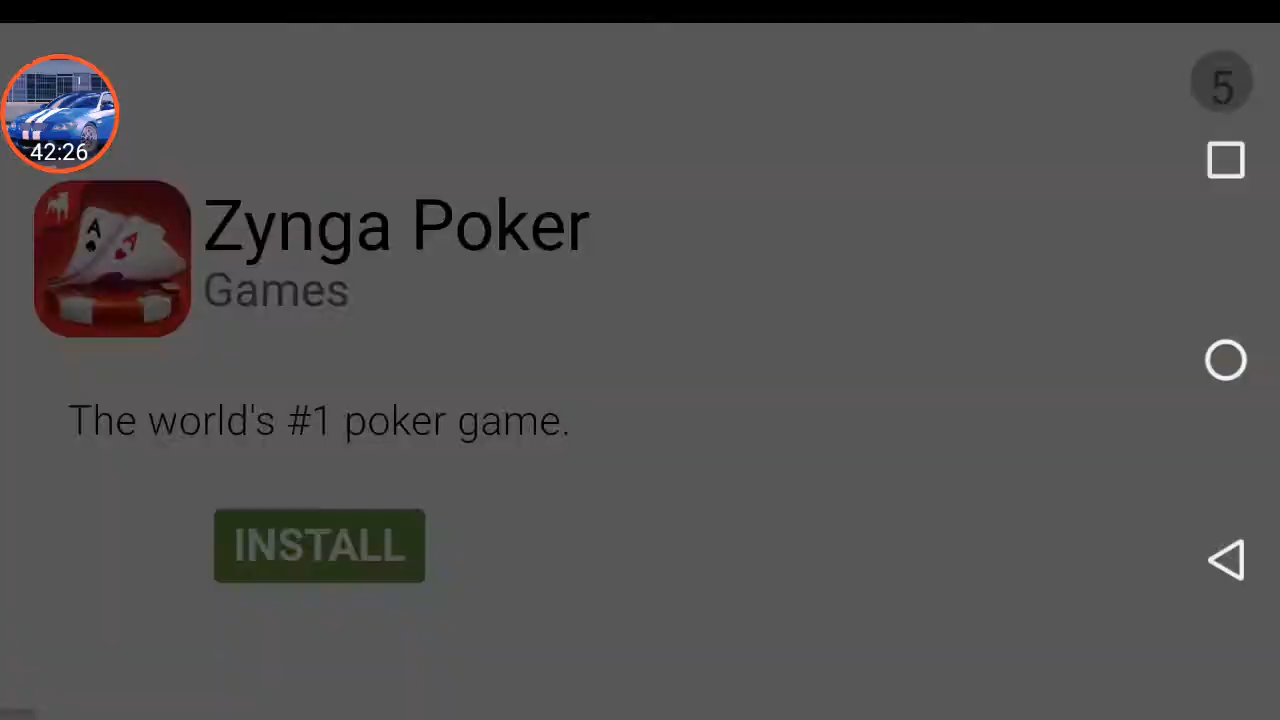 5
42:26
Zynga Poker
Games
A A
The world's #1 poker game.
INSTALL